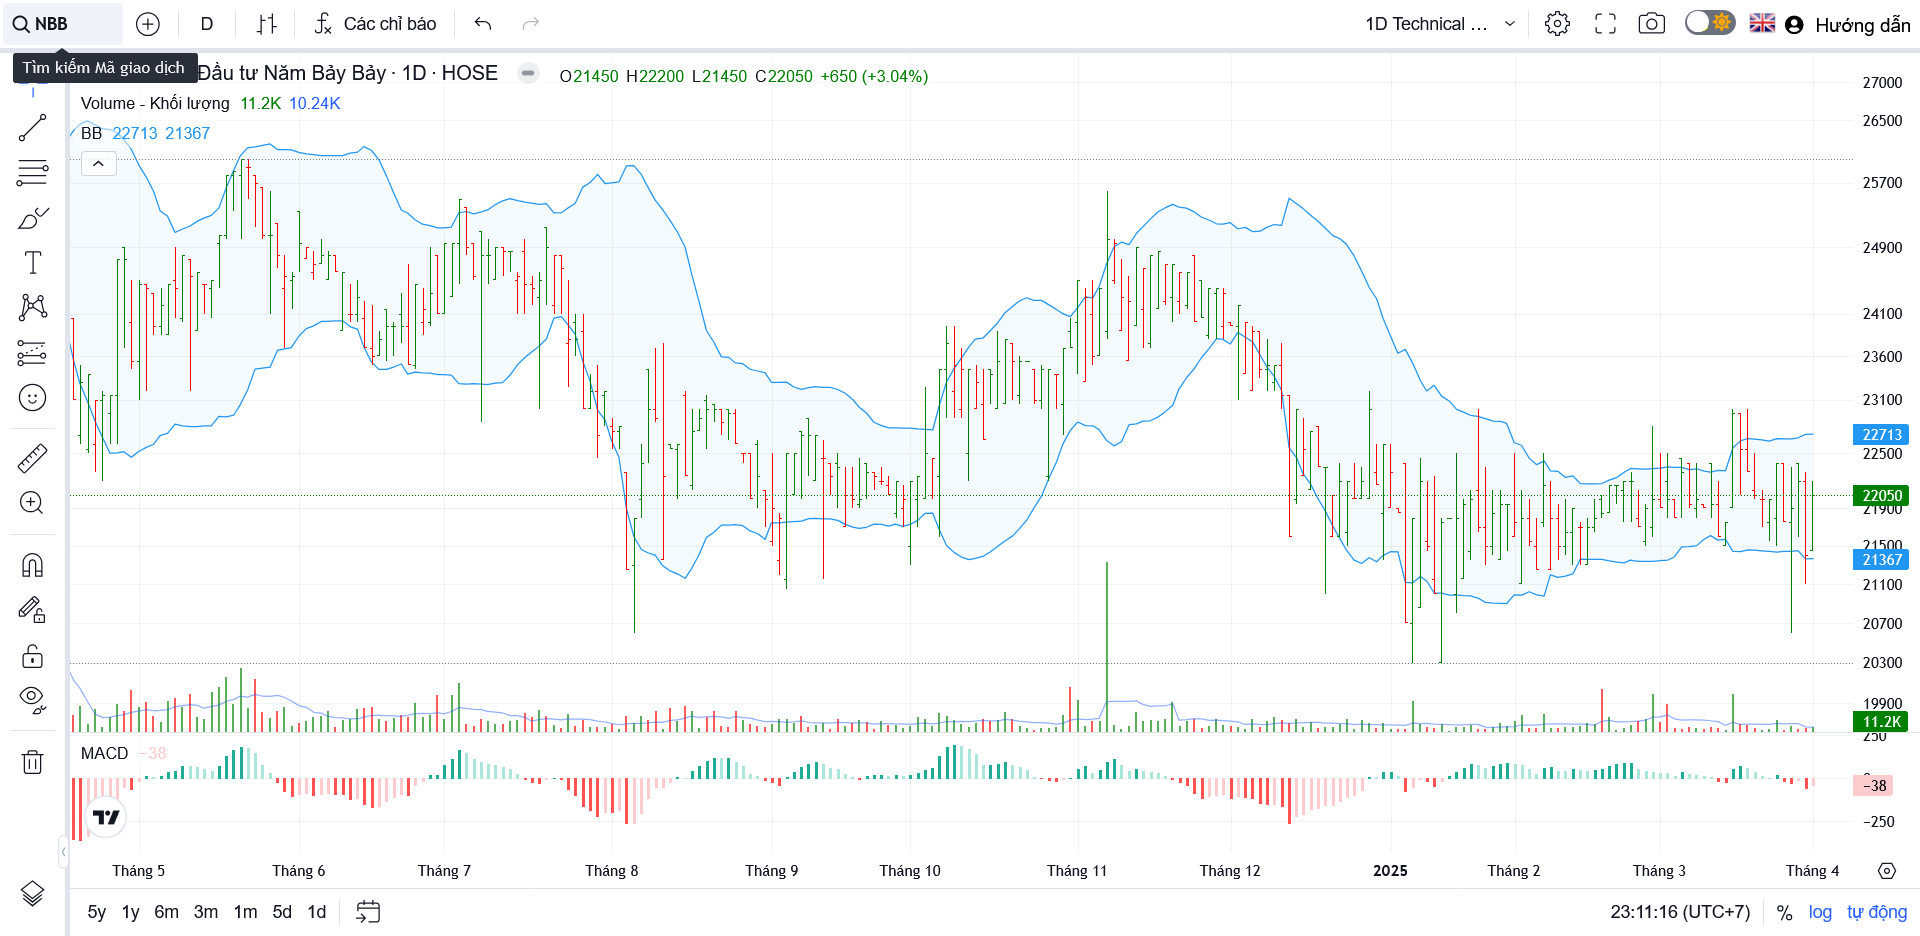 NBB D Các chỉ báo 1D Technical ... Hướng dẫn
Tìm kiếm Mã giao dịch
Đầu tư Năm Bảy Bảy · 1D · HOSE O21450 H22200 L21450 C22050 +650 (+3.04%)
Volume - Khối lượng 11.2K 10.24K
BB 22713 21367
27000
26500
25700
24900
24100
23600
23100
22713
22500
22050
21900
21500
21367
21100
20700
20300
19900
11.2K
250
MACD −38
−38
−250
Tháng 5 Tháng 6 Tháng 7 Tháng 8 Tháng 9 Tháng 10 Tháng 11 Tháng 12 2025 Tháng 2 Tháng 3 Tháng 4
5y 1y 6m 3m 1m 5d 1d 23:11:16 (UTC+7) % log tự động